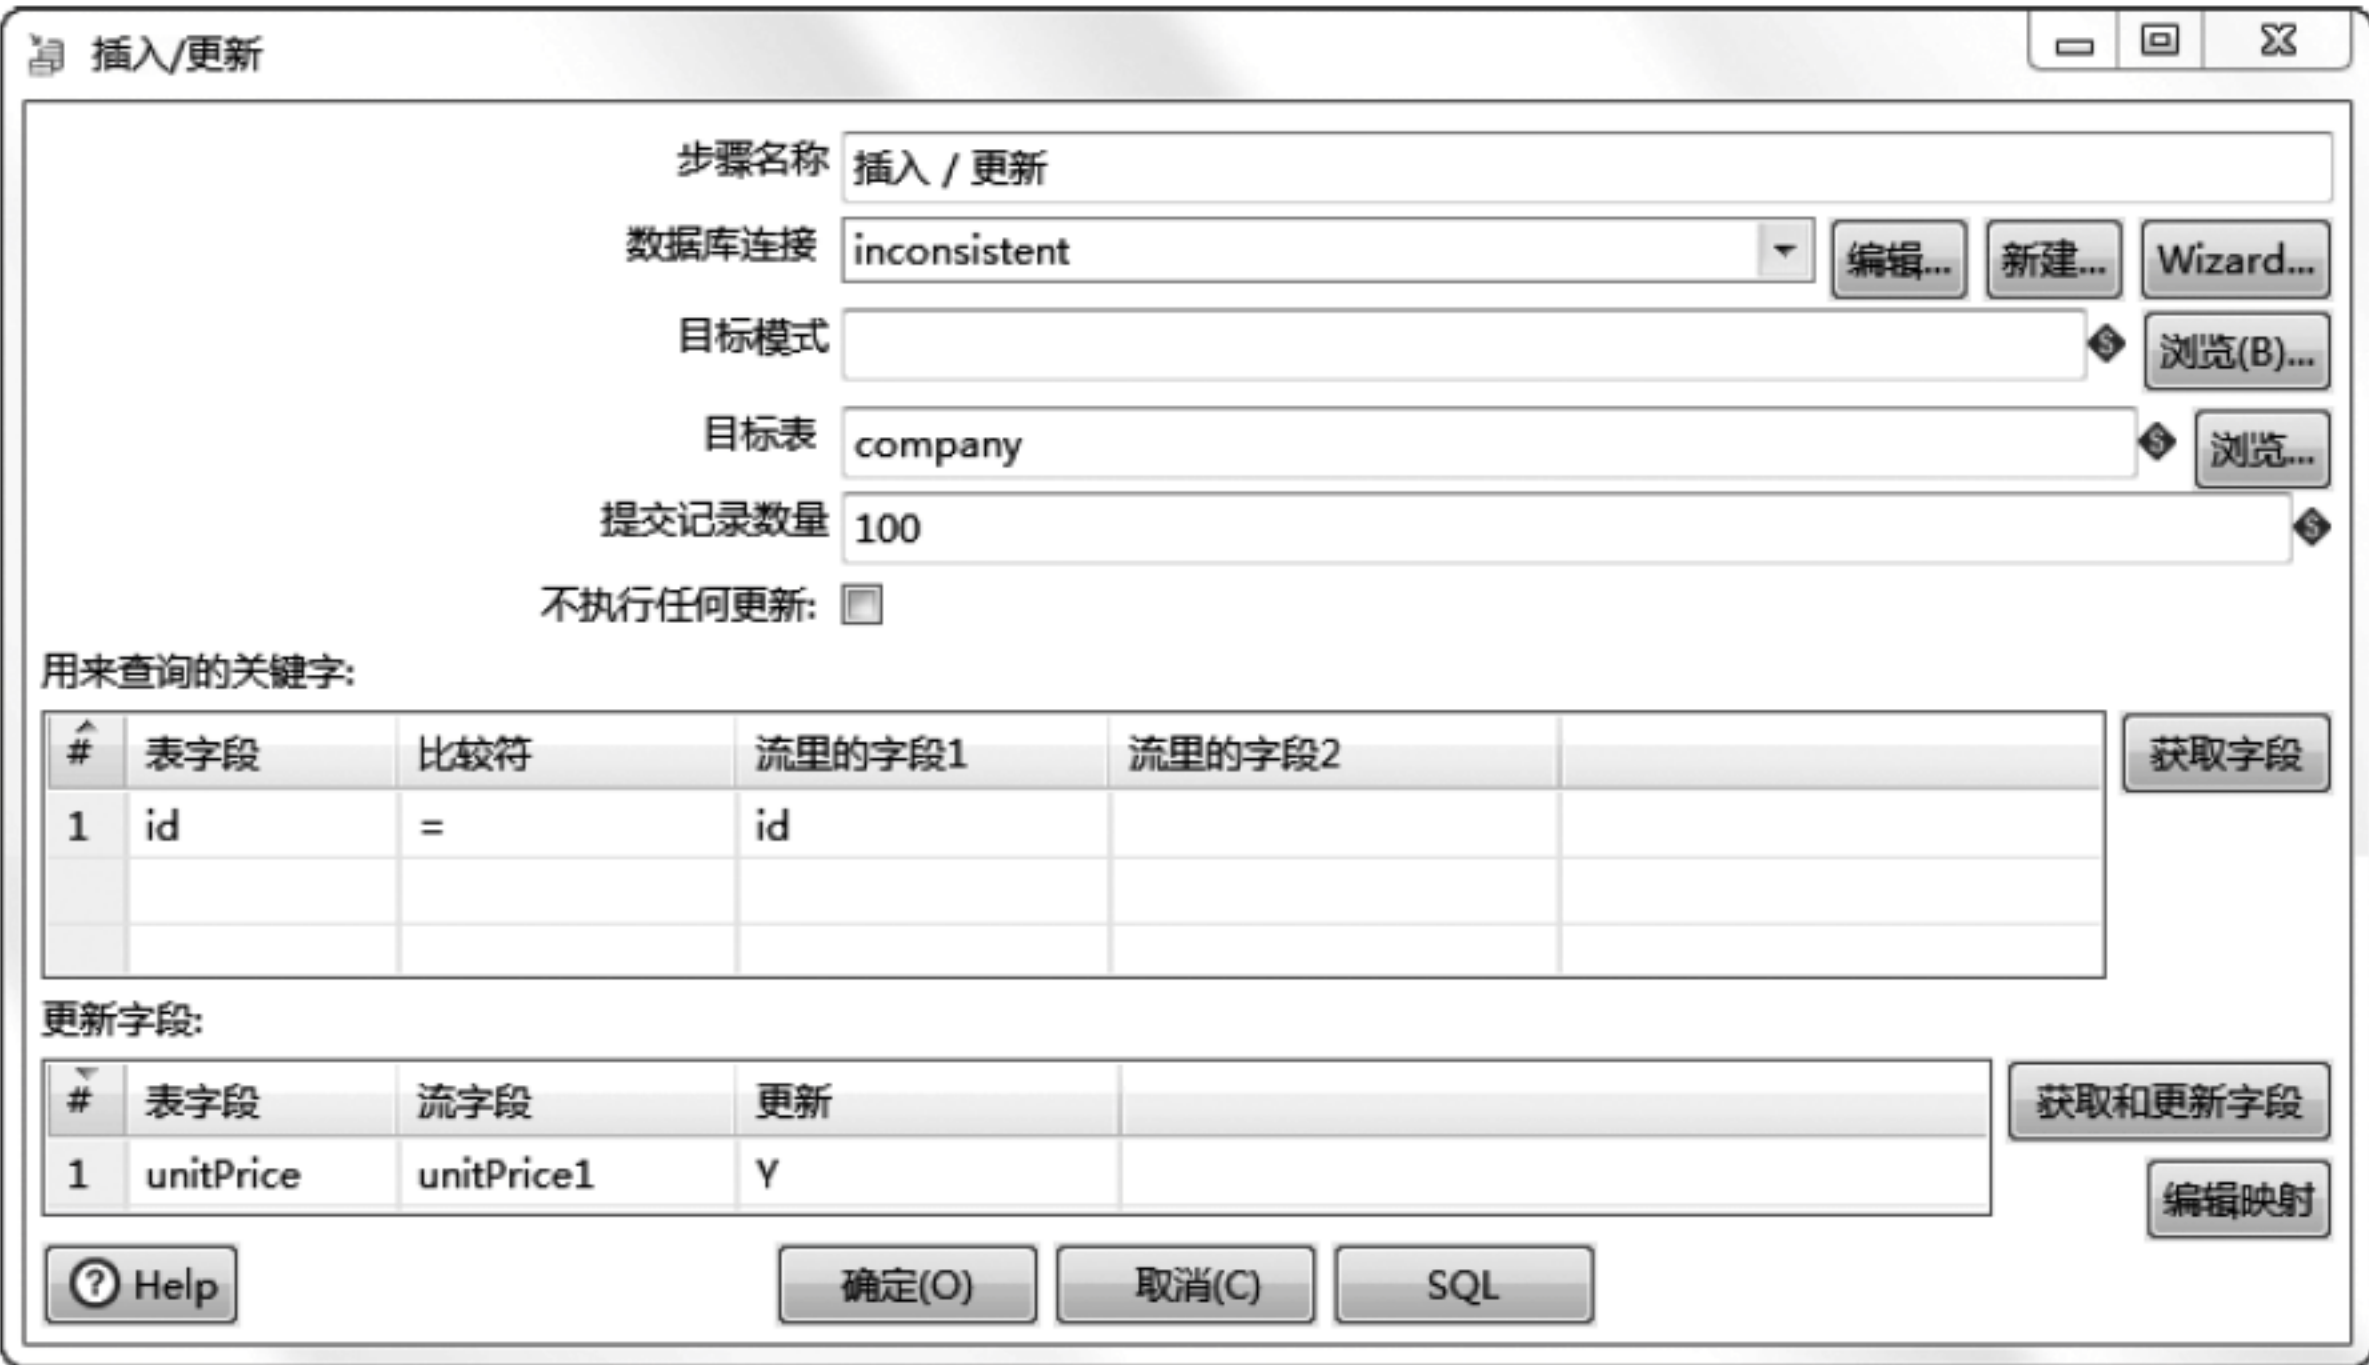 插入/更新
步骤名称 插入 / 更新
数据库连接 inconsistent 编辑... 新建... Wizard...
目标模式 浏览(B)...
目标表 company 浏览...
提交记录数量 100
不执行任何更新:
用来查询的关键字:
# 表字段 比较符 流里的字段1 流里的字段2 获取字段
1 id = id
更新字段:
# 表字段 流字段 更新 获取和更新字段
1 unitPrice unitPrice1 Y
编辑映射
Help 确定(O) 取消(C) SQL